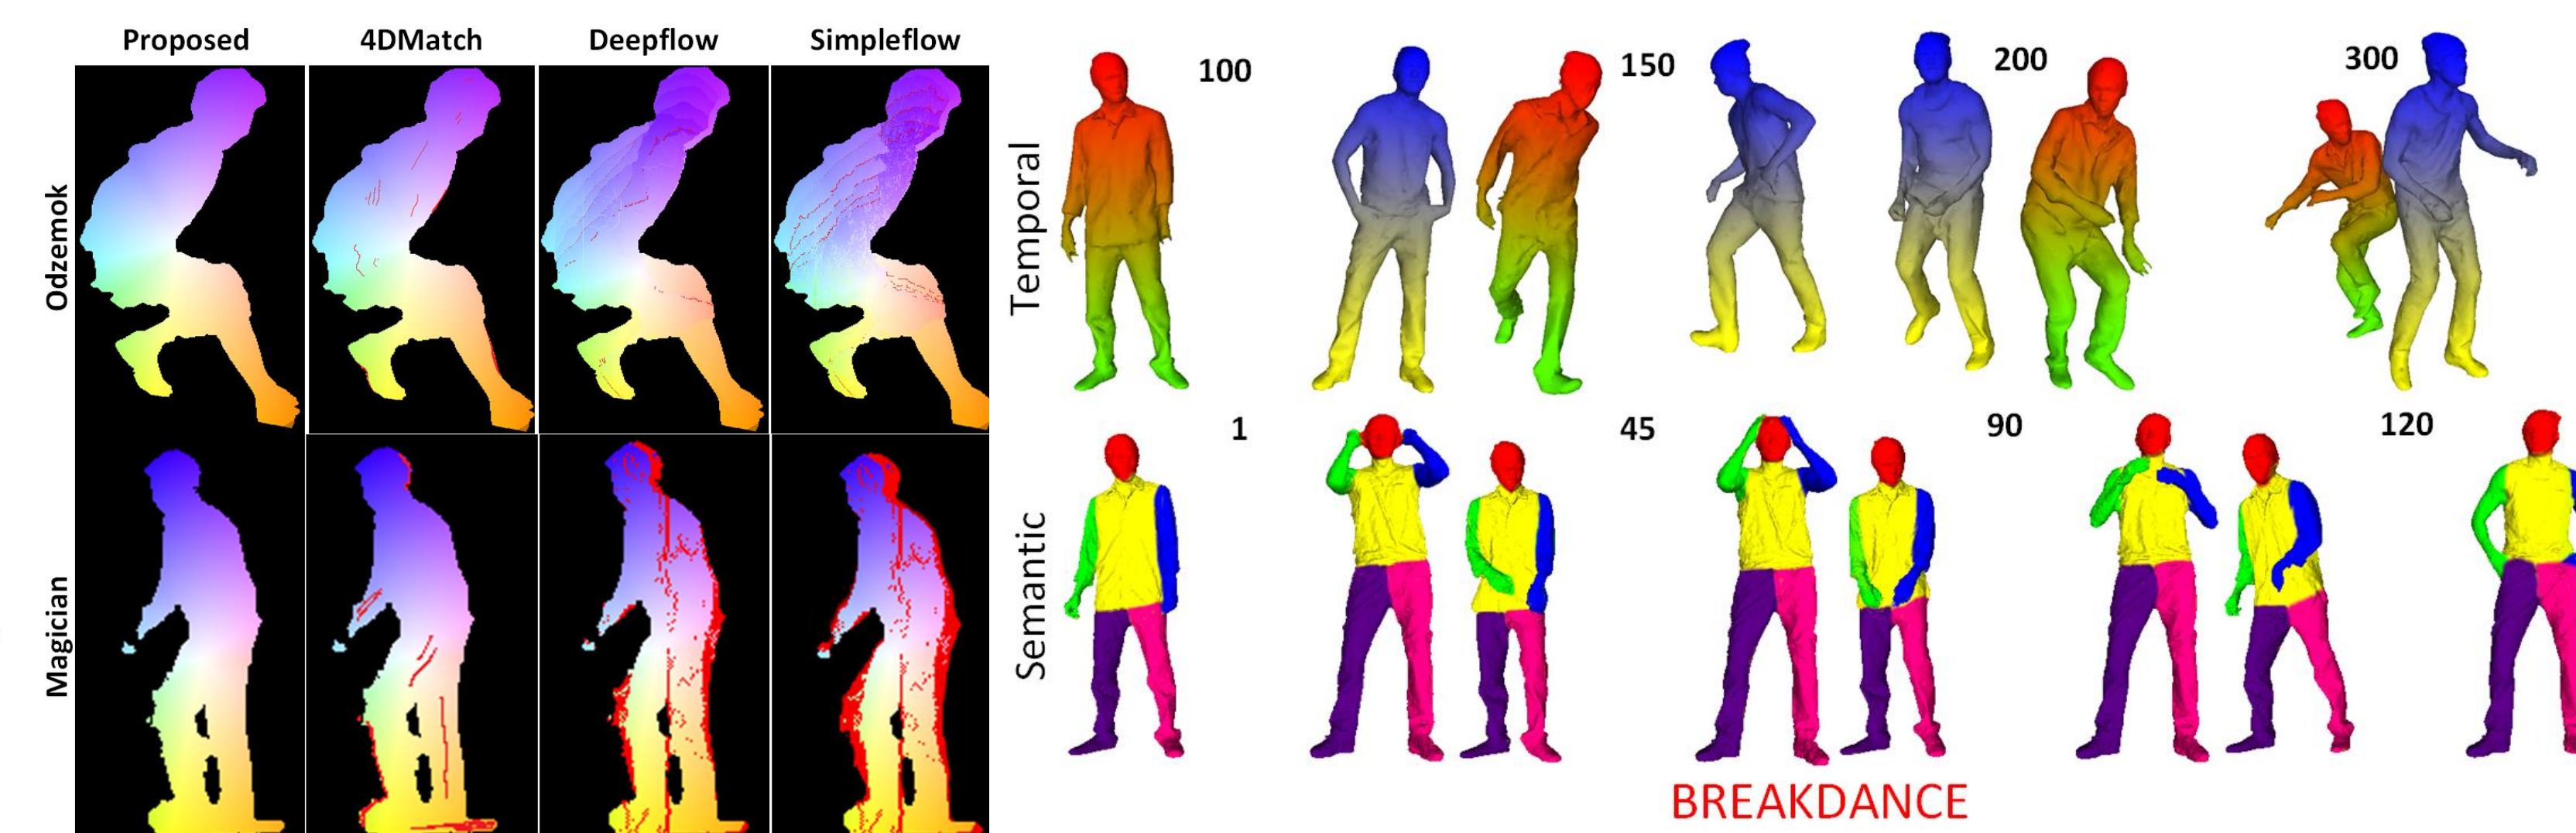 Proposed 4DMatch Deepflow Simpleflow
Odzemok
Magician
Temporal
100 150 200 300
Semantic
1 45 90 120
BREAKDANCE